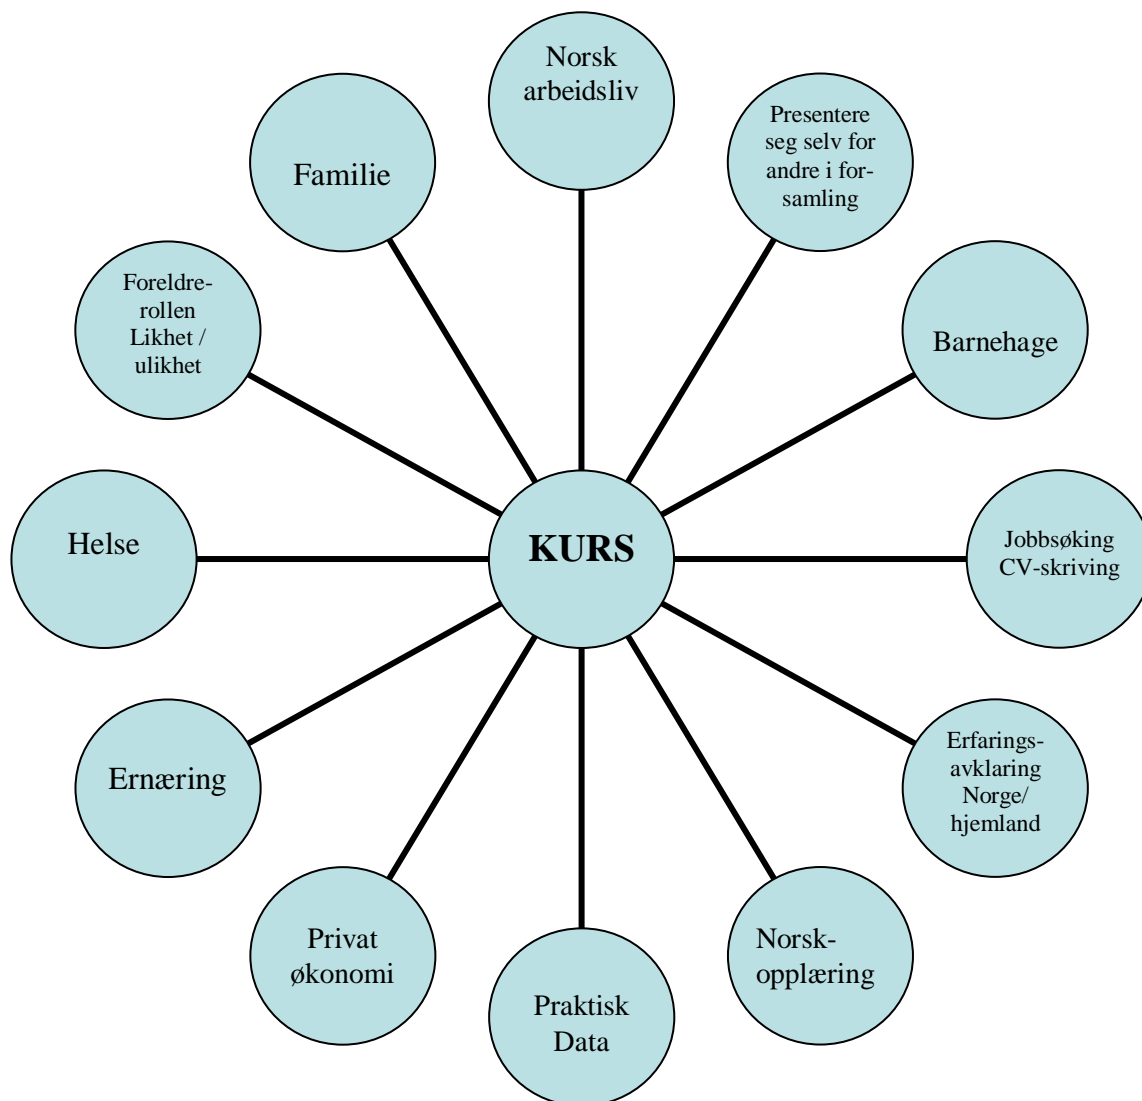 Norsk
arbeidsliv
Presentere
seg selv for
andre i for-
samling
Familie
Foreldre-
rollen
Likhet /
ulikhet
Barnehage
Helse
KURS
Jobbsøking
CV-skriving
Ernæring
Erfarings-
avklaring
Norge/
hjemland
Privat
økonomi
Norsk-
opplæring
Praktisk
Data